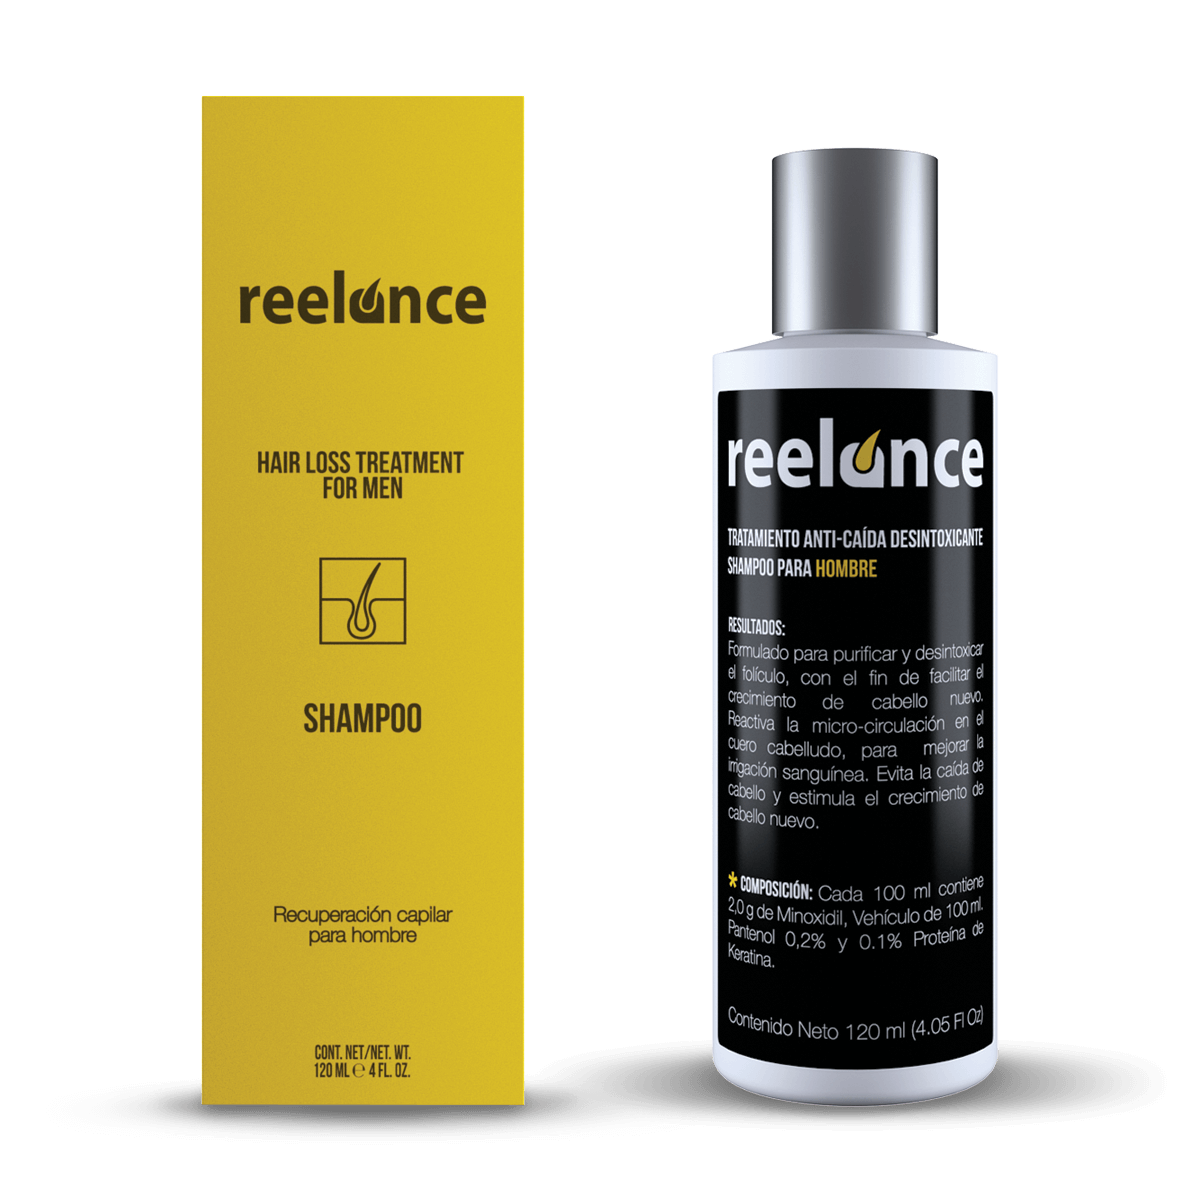 reelance
HAIR LOSS TREATMENT
FOR MEN
SHAMPOO
Recuperación capilar
para hombre
CONT. NET/NET. WT.
120 ML ℮ 4 FL. OZ.
reelance
TRATAMIENTO ANTI-CAÍDA DESINTOXICANTE
SHAMPOO PARA HOMBRE
RESULTADOS:
Formulado para purificar y desintoxicar
el folículo, con el fin de facilitar el
crecimiento de cabello nuevo.
Reactiva la micro-circulación en el
cuero cabelludo, para mejorar la
irrigación sanguínea. Evita la caída de
cabello y estimula el crecimiento de
cabello nuevo.
* COMPOSICIÓN: Cada 100 ml contiene
2,0 g de Minoxidil, Vehículo de 100 ml.
Pantenol 0,2% y 0.1% Proteína de
Keratina.
Contenido Neto 120 ml (4.05 Fl Oz)